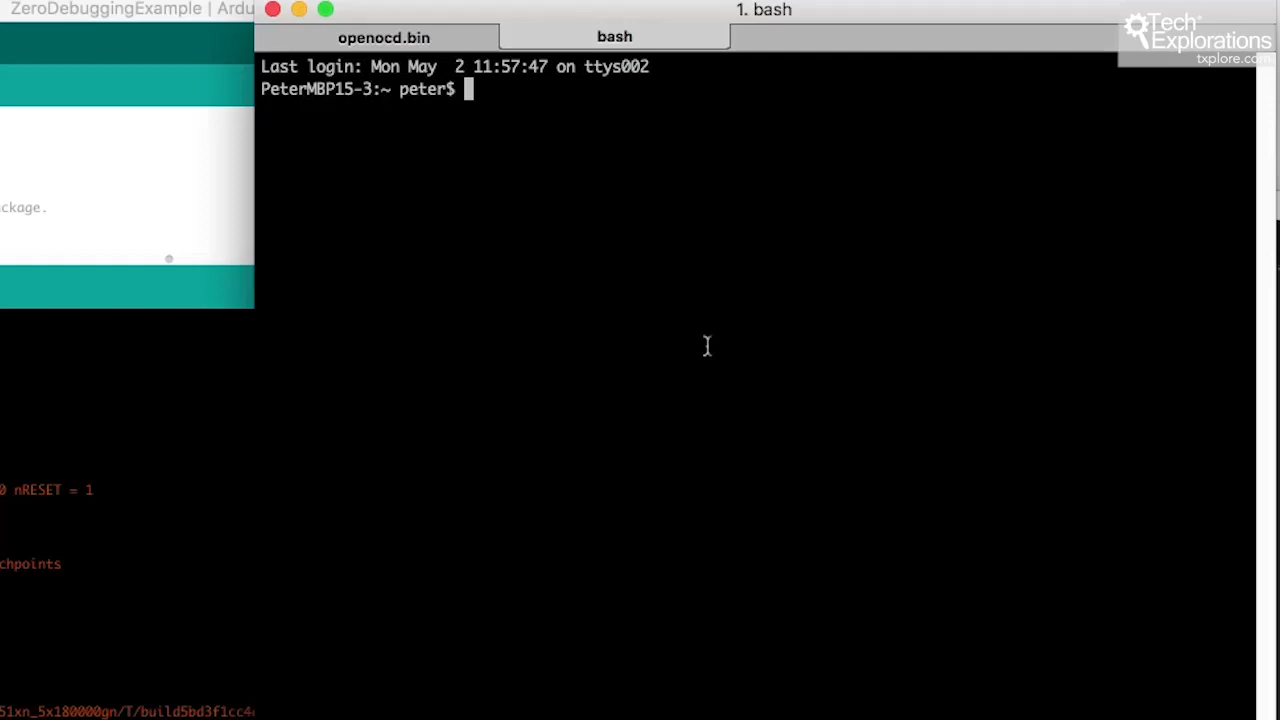 ZeroDebuggingExample | Ardu
1. bash
openocd.bin
bash
Tech
Explorations
txplore.com
Last login: Mon May  2 11:57:47 on ttys002
PeterMBP15-3:~ peter$
ackage.
0 nRESET = 1
chpoints
51xn_5x180000gn/T/build5bd3f1cc4